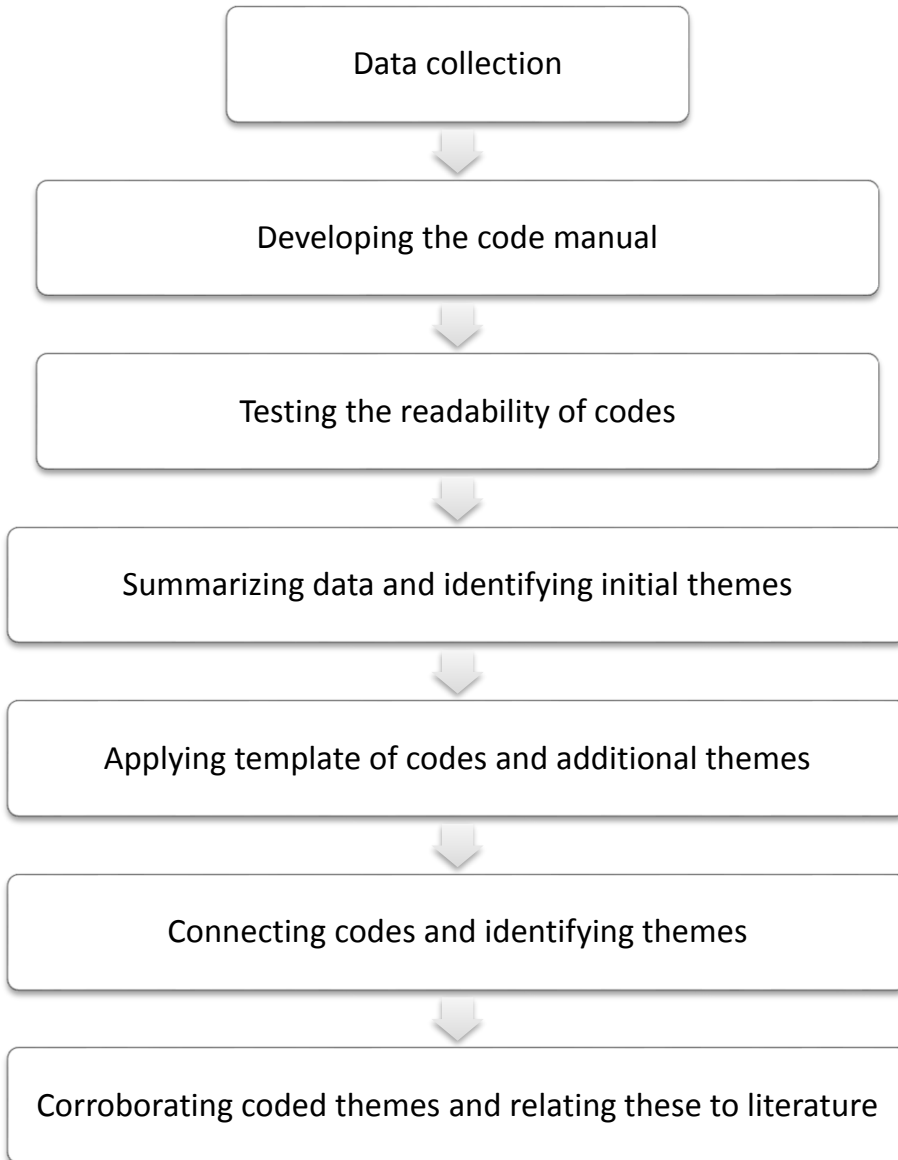 Data collection
Developing the code manual
Testing the readability of codes
Summarizing data and identifying initial themes
Applying template of codes and additional themes
Connecting codes and identifying themes
Corroborating coded themes and relating these to literature